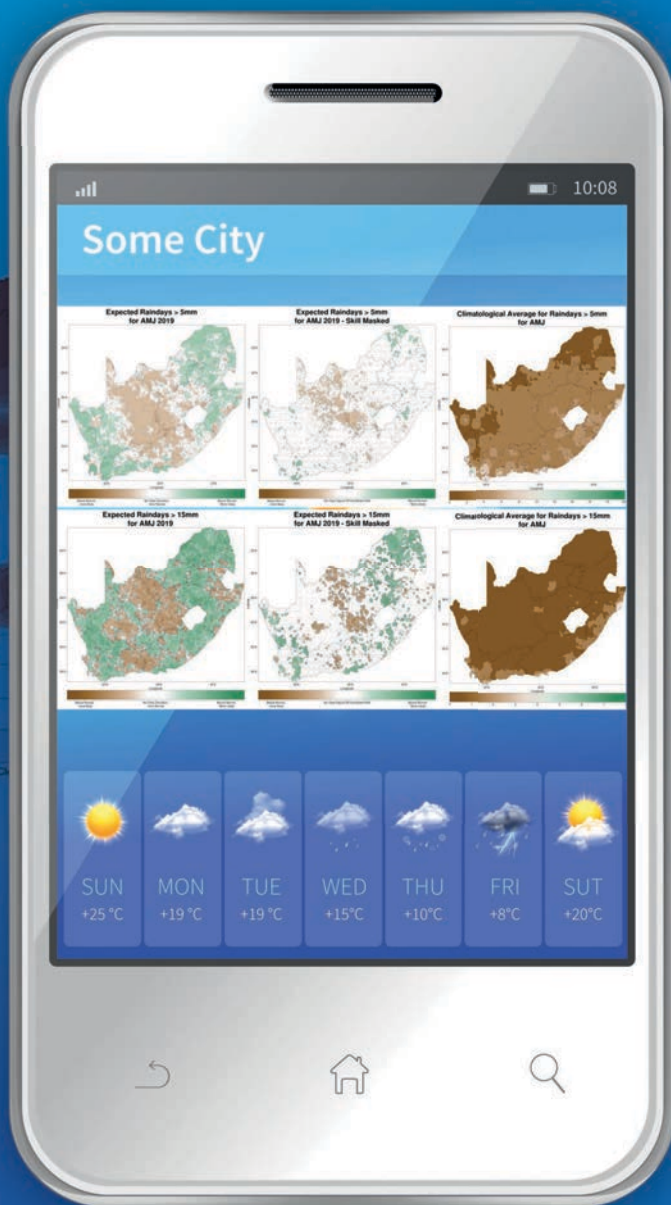 10:08
Some City
Expected Raindays > 5mm
for AMJ 2019
Expected Raindays > 5mm
for AMJ 2019 - Skill Masked
Climatological Average for Raindays > 5mm
for AMJ
Expected Raindays > 15mm
for AMJ 2019
Expected Raindays > 15mm
for AMJ 2019 - Skill Masked
Climatological Average for Raindays > 15mm
for AMJ
SUN
+25 °C
MON
+19 °C
TUE
+19 °C
WED
+15°C
THU
+10°C
FRI
+8°C
SUT
+20°C